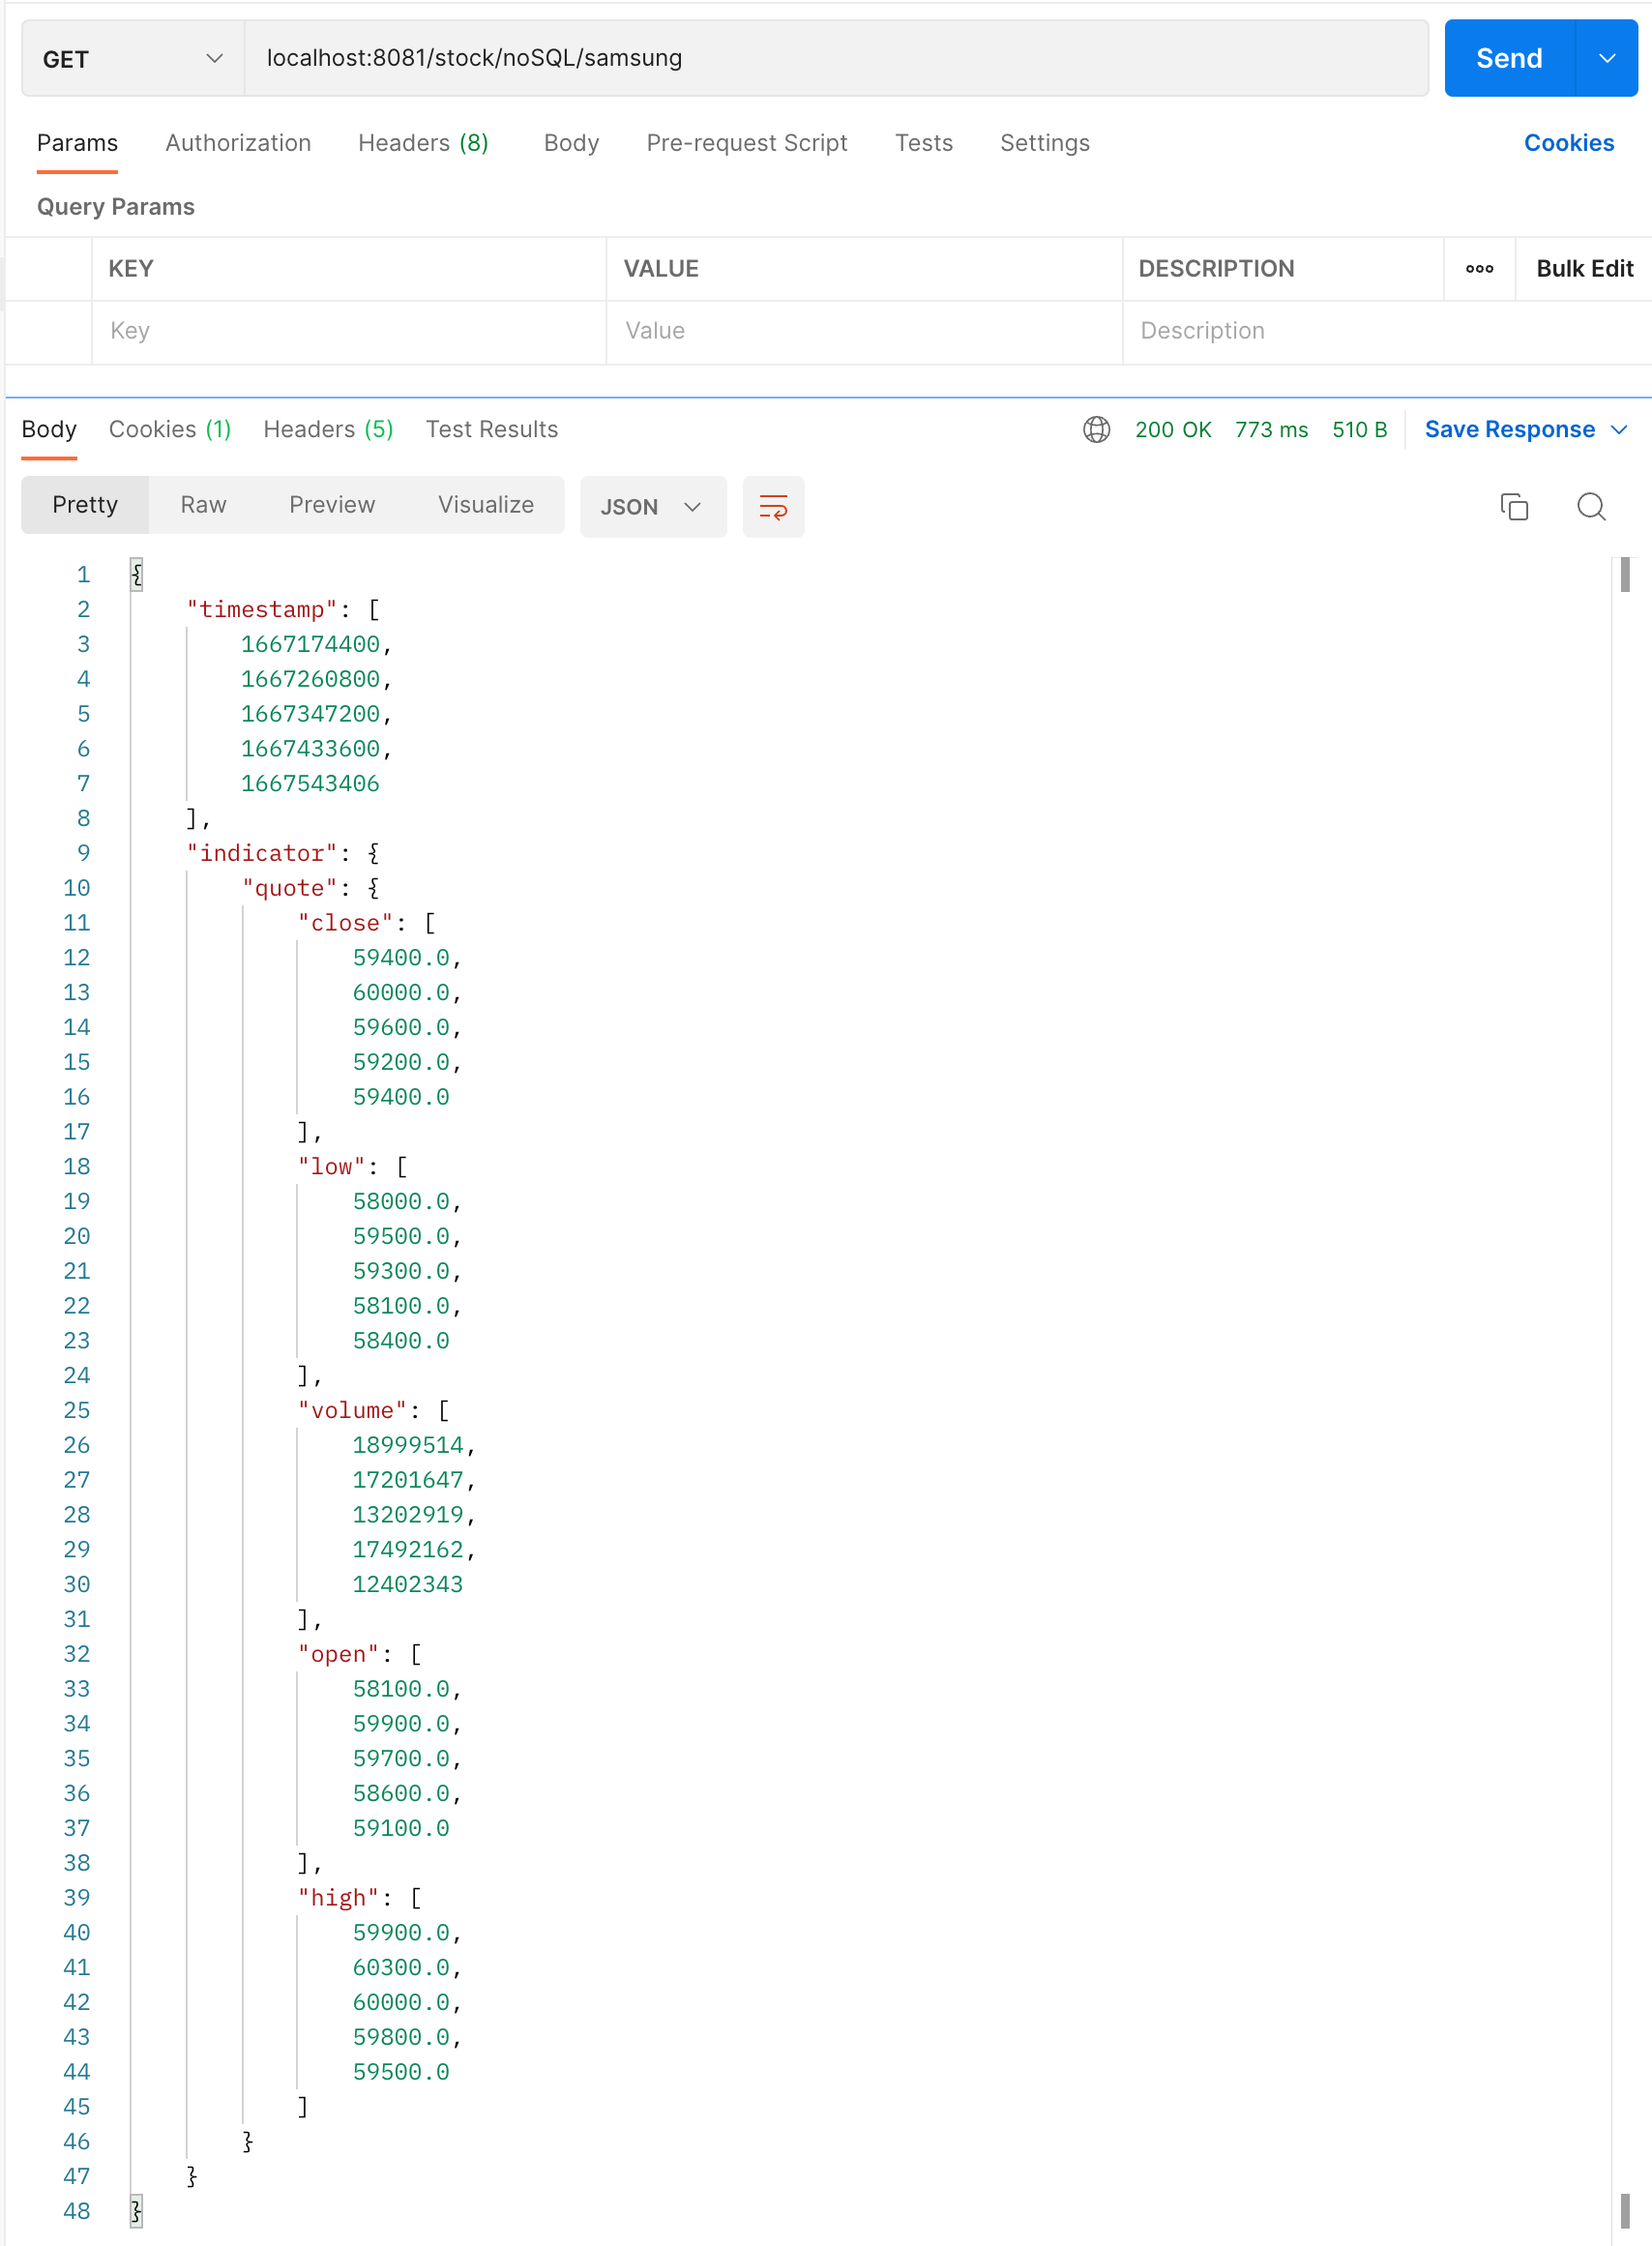 GET localhost:8081/stock/noSQL/samsung Send
Params Authorization Headers (8) Body Pre-request Script Tests Settings Cookies
Query Params
KEY VALUE DESCRIPTION ooo Bulk Edit
Key Value Description
Body Cookies (1) Headers (5) Test Results 200 OK 773 ms 510 B Save Response
Pretty Raw Preview Visualize JSON
1 {
2 "timestamp": [
3 1667174400,
4 1667260800,
5 1667347200,
6 1667433600,
7 1667543406
8 ],
9 "indicator": {
10 "quote": {
11 "close": [
12 59400.0,
13 60000.0,
14 59600.0,
15 59200.0,
16 59400.0
17 ],
18 "low": [
19 58000.0,
20 59500.0,
21 59300.0,
22 58100.0,
23 58400.0
24 ],
25 "volume": [
26 18999514,
27 17201647,
28 13202919,
29 17492162,
30 12402343
31 ],
32 "open": [
33 58100.0,
34 59900.0,
35 59700.0,
36 58600.0,
37 59100.0
38 ],
39 "high": [
40 59900.0,
41 60300.0,
42 60000.0,
43 59800.0,
44 59500.0
45 ]
46 }
47 }
48 }